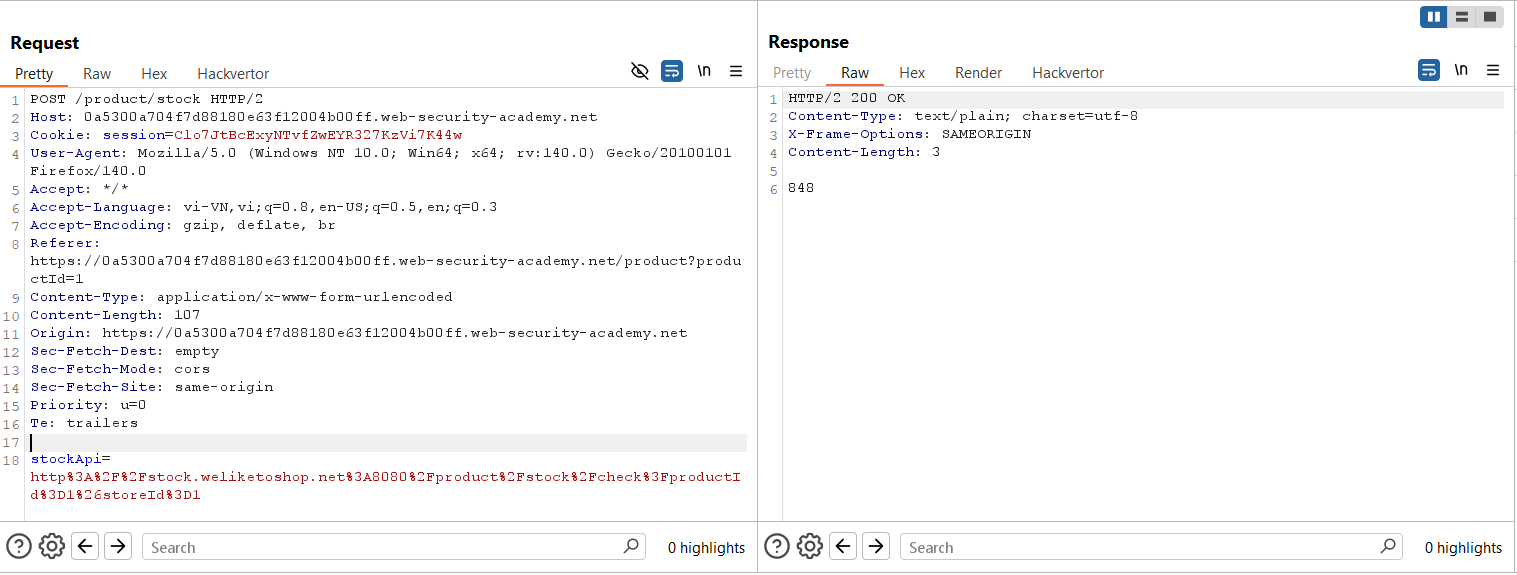 Request
Pretty Raw Hex Hackvertor
\n
1 POST /product/stock HTTP/2
2 Host: 0a5300a704f7d88180e63f12004b00ff.web-security-academy.net
3 Cookie: session=Clo7JtBcExyNTvfZwEYR327KzVi7K44w
4 User-Agent: Mozilla/5.0 (Windows NT 10.0; Win64; x64; rv:140.0) Gecko/20100101
Firefox/140.0
5 Accept: */*
6 Accept-Language: vi-VN,vi;q=0.8,en-US;q=0.5,en;q=0.3
7 Accept-Encoding: gzip, deflate, br
8 Referer:
https://0a5300a704f7d88180e63f12004b00ff.web-security-academy.net/product?produ
ctId=1
9 Content-Type: application/x-www-form-urlencoded
10 Content-Length: 107
11 Origin: https://0a5300a704f7d88180e63f12004b00ff.web-security-academy.net
12 Sec-Fetch-Dest: empty
13 Sec-Fetch-Mode: cors
14 Sec-Fetch-Site: same-origin
15 Priority: u=0
16 Te: trailers
17
18 stockApi=
http%3A%2F%2Fstock.weliketoshop.net%3A8080%2Fproduct%2Fstock%2Fcheck%3FproductI
d%3D1%26storeId%3D1
Search
0 highlights
Response
Pretty Raw Hex Render Hackvertor
\n
1 HTTP/2 200 OK
2 Content-Type: text/plain; charset=utf-8
3 X-Frame-Options: SAMEORIGIN
4 Content-Length: 3
5
6 848
Search
0 highlights